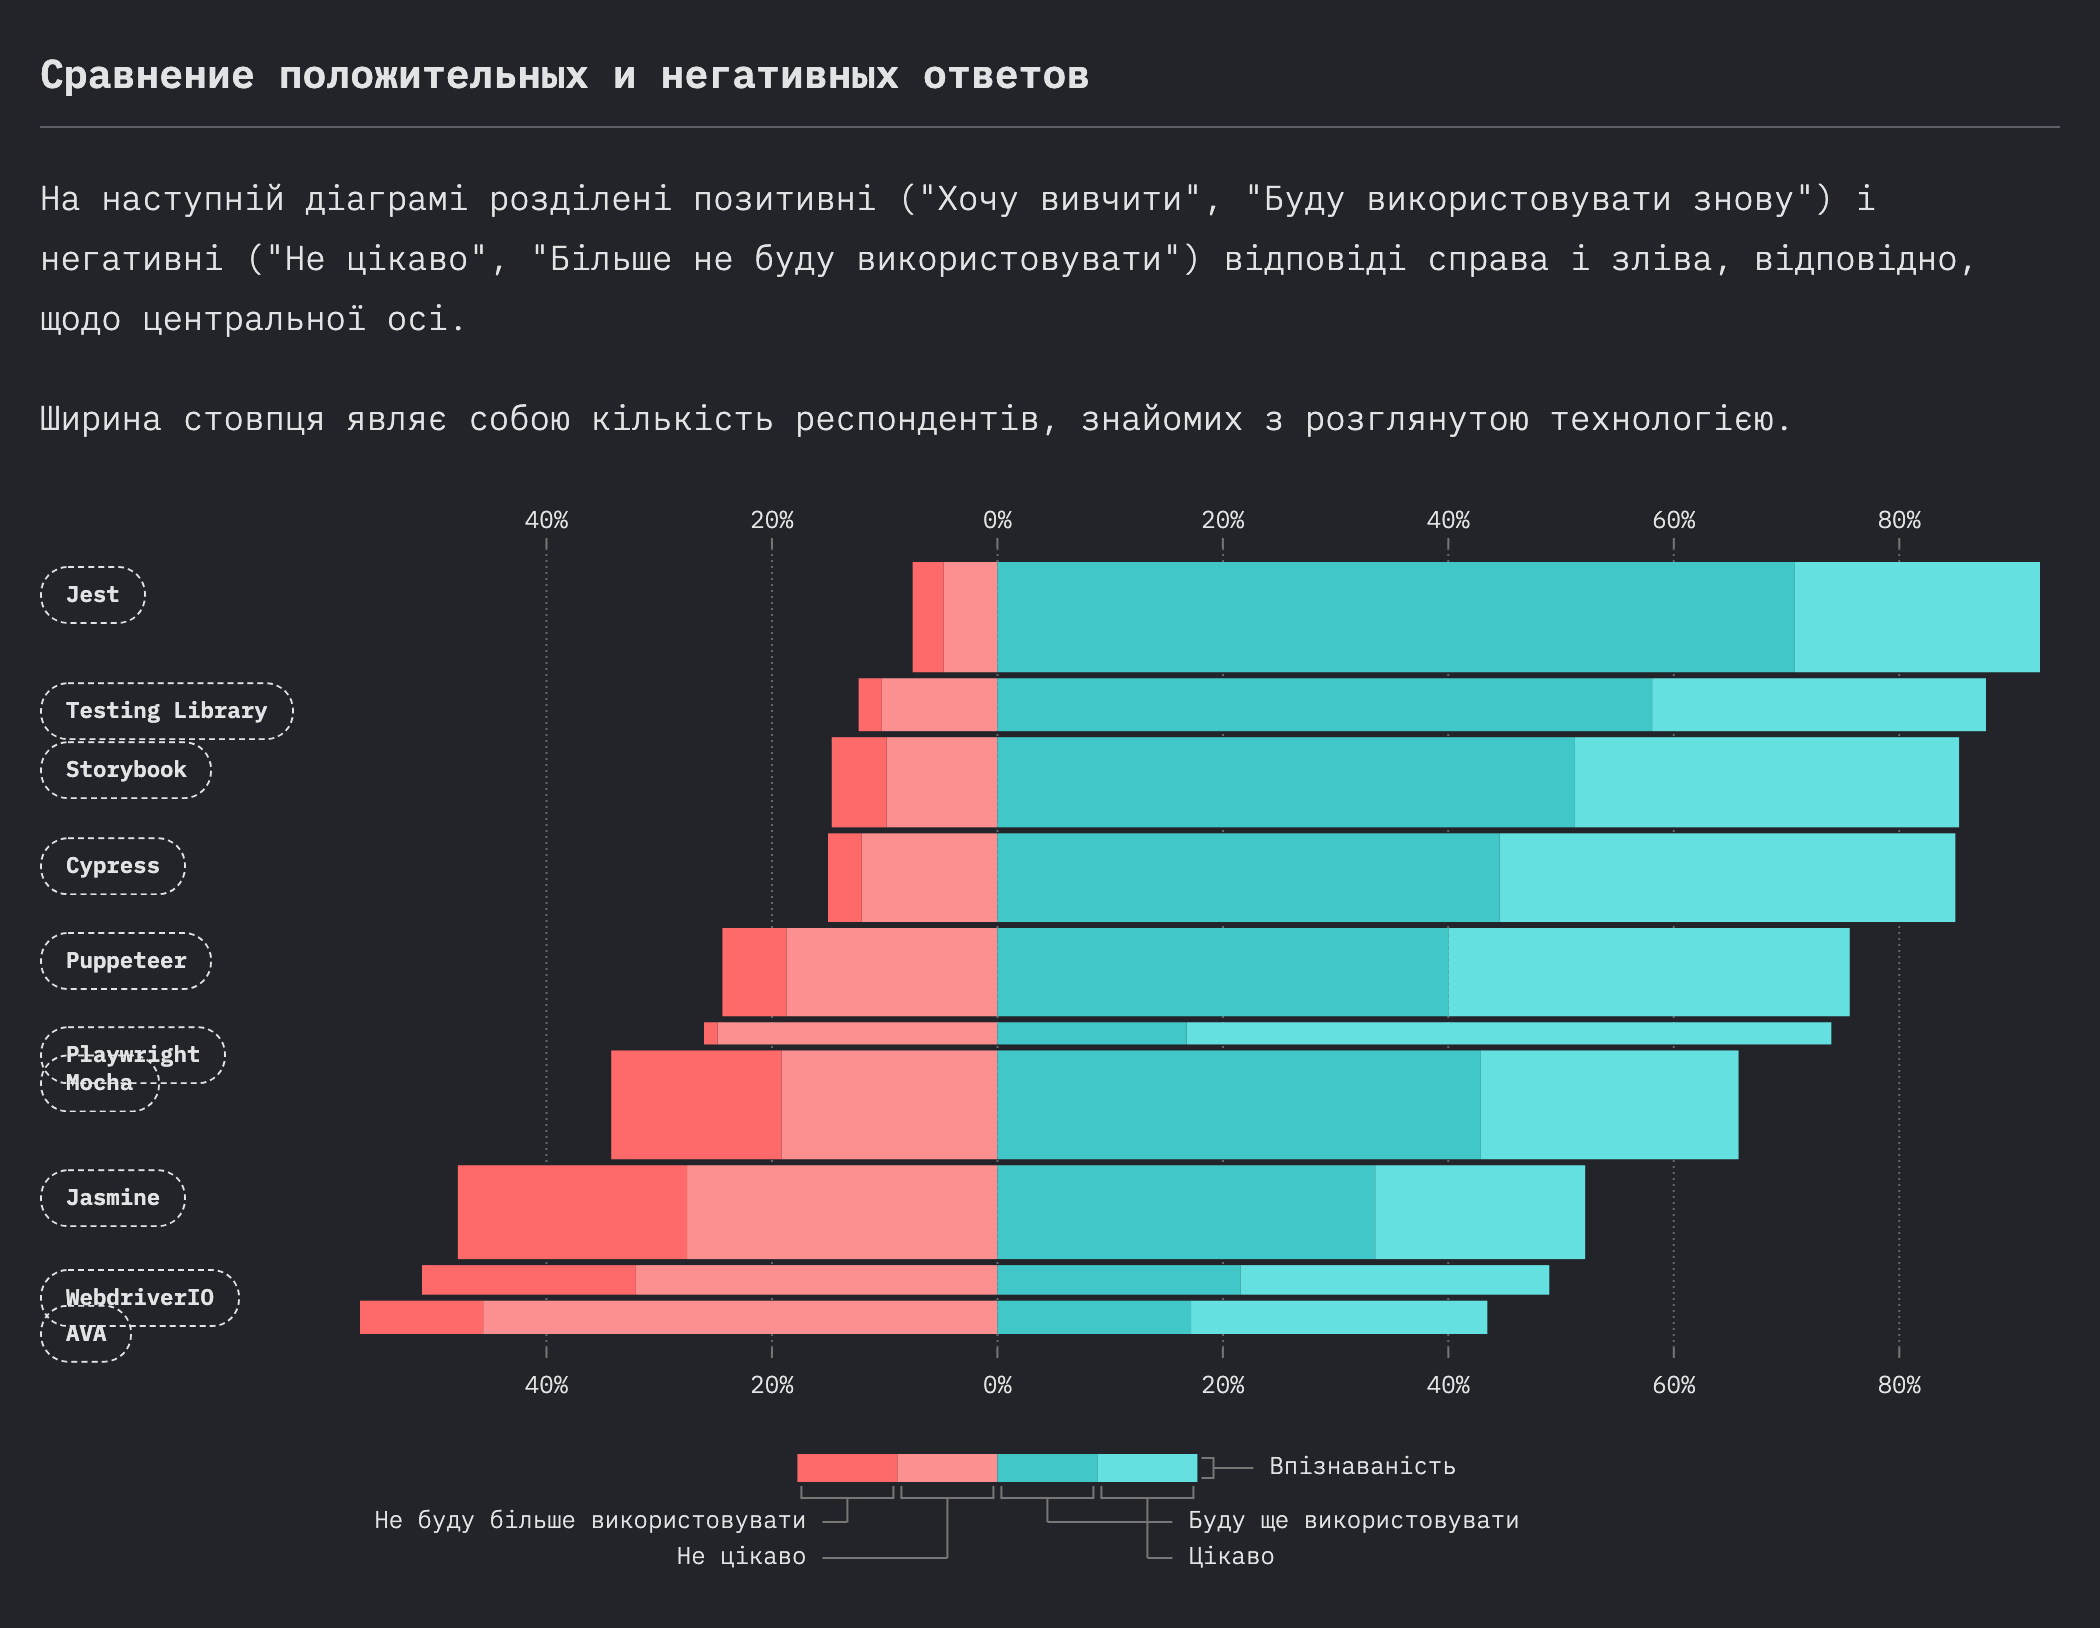 Сравнение положительных и негативных ответов
На наступній діаграмі розділені позитивні ("Хочу вивчити", "Буду використовувати знову") і
негативні ("Не цікаво", "Більше не буду використовувати") відповіді справа і зліва, відповідно,
щодо центральної осі.
Ширина стовпця являє собою кількість респондентів, знайомих з розглянутою технологією.
40% 20% 0% 20% 40% 60% 80%
Jest
Testing Library
Storybook
Cypress
Puppeteer
Playwright
Mocha
Jasmine
WebdriverIO
AVA
40% 20% 0% 20% 40% 60% 80%
Впізнаваність
Не буду більше використовувати
Буду ще використовувати
Не цікаво
Цікаво